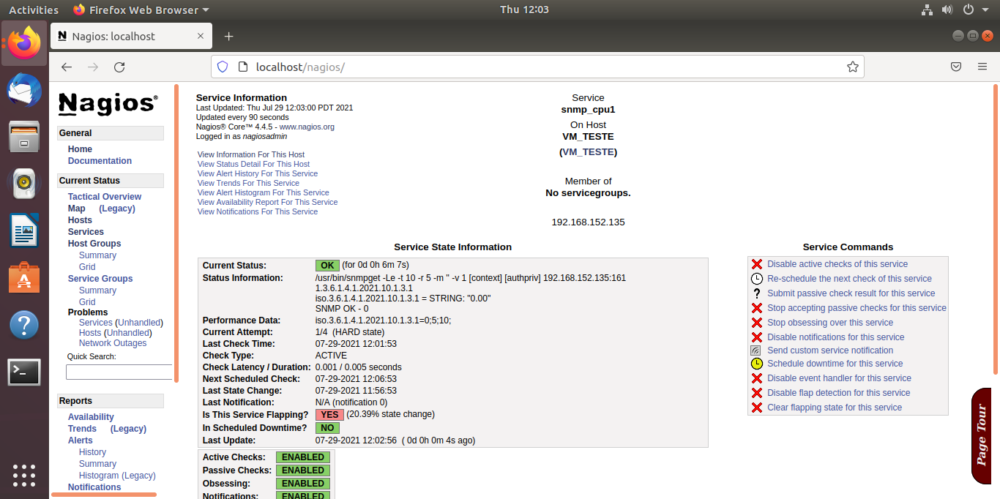 Activities Firefox Web Browser Thu 12:03
Nagios: localhost
localhost/nagios/
Nagios®
General
Home
Documentation
Current Status
Tactical Overview
Map (Legacy)
Hosts
Services
Host Groups
Summary
Grid
Service Groups
Summary
Grid
Problems
Services (Unhandled)
Hosts (Unhandled)
Network Outages
Quick Search:
Reports
Availability
Trends (Legacy)
Alerts
History
Summary
Histogram (Legacy)
Notifications
Service Information
Last Updated: Thu Jul 29 12:03:00 PDT 2021
Updated every 90 seconds
Nagios® Core™ 4.4.5 - www.nagios.org
Logged in as nagiosadmin
View Information For This Host
View Status Detail For This Host
View Alert History For This Service
View Trends For This Service
View Alert Histogram For This Service
View Availability Report For This Service
View Notifications For This Service
Service
snmp_cpu1
On Host
VM_TESTE
(VM_TESTE)
Member of
No servicegroups.
192.168.152.135
Service State Information
Current Status: OK (for 0d 0h 6m 7s)
Status Information: /usr/bin/snmpget -Le -t 10 -r 5 -m '' -v 1 [context] [authpriv] 192.168.152.135:161
1.3.6.1.4.1.2021.10.1.3.1
iso.3.6.1.4.1.2021.10.1.3.1 = STRING: "0.00"
SNMP OK - 0
Performance Data: iso.3.6.1.4.1.2021.10.1.3.1=0;5;10;
Current Attempt: 1/4 (HARD state)
Last Check Time: 07-29-2021 12:01:53
Check Type: ACTIVE
Check Latency / Duration: 0.001 / 0.005 seconds
Next Scheduled Check: 07-29-2021 12:06:53
Last State Change: 07-29-2021 11:56:53
Last Notification: N/A (notification 0)
Is This Service Flapping? YES (20.39% state change)
In Scheduled Downtime? NO
Last Update: 07-29-2021 12:02:56 ( 0d 0h 0m 4s ago)
Active Checks: ENABLED
Passive Checks: ENABLED
Obsessing: ENABLED
Notifications: ENABLED
Service Commands
Disable active checks of this service
Re-schedule the next check of this service
Submit passive check result for this service
Stop accepting passive checks for this service
Stop obsessing over this service
Disable notifications for this service
Send custom service notification
Schedule downtime for this service
Disable event handler for this service
Disable flap detection for this service
Clear flapping state for this service
Page Tour